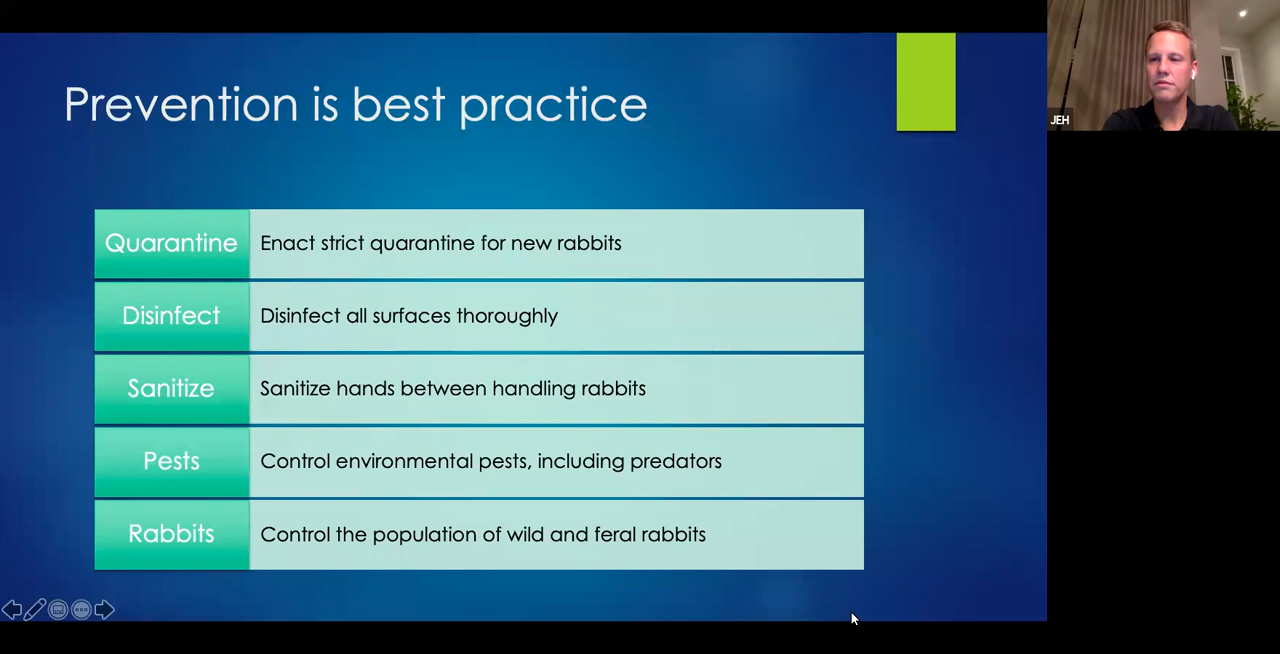 Prevention is best practice
JEH
Quarantine
Enact strict quarantine for new rabbits
Disinfect
Disinfect all surfaces thoroughly
Sanitize
Sanitize hands between handling rabbits
Pests
Control environmental pests, including predators
Rabbits
Control the population of wild and feral rabbits